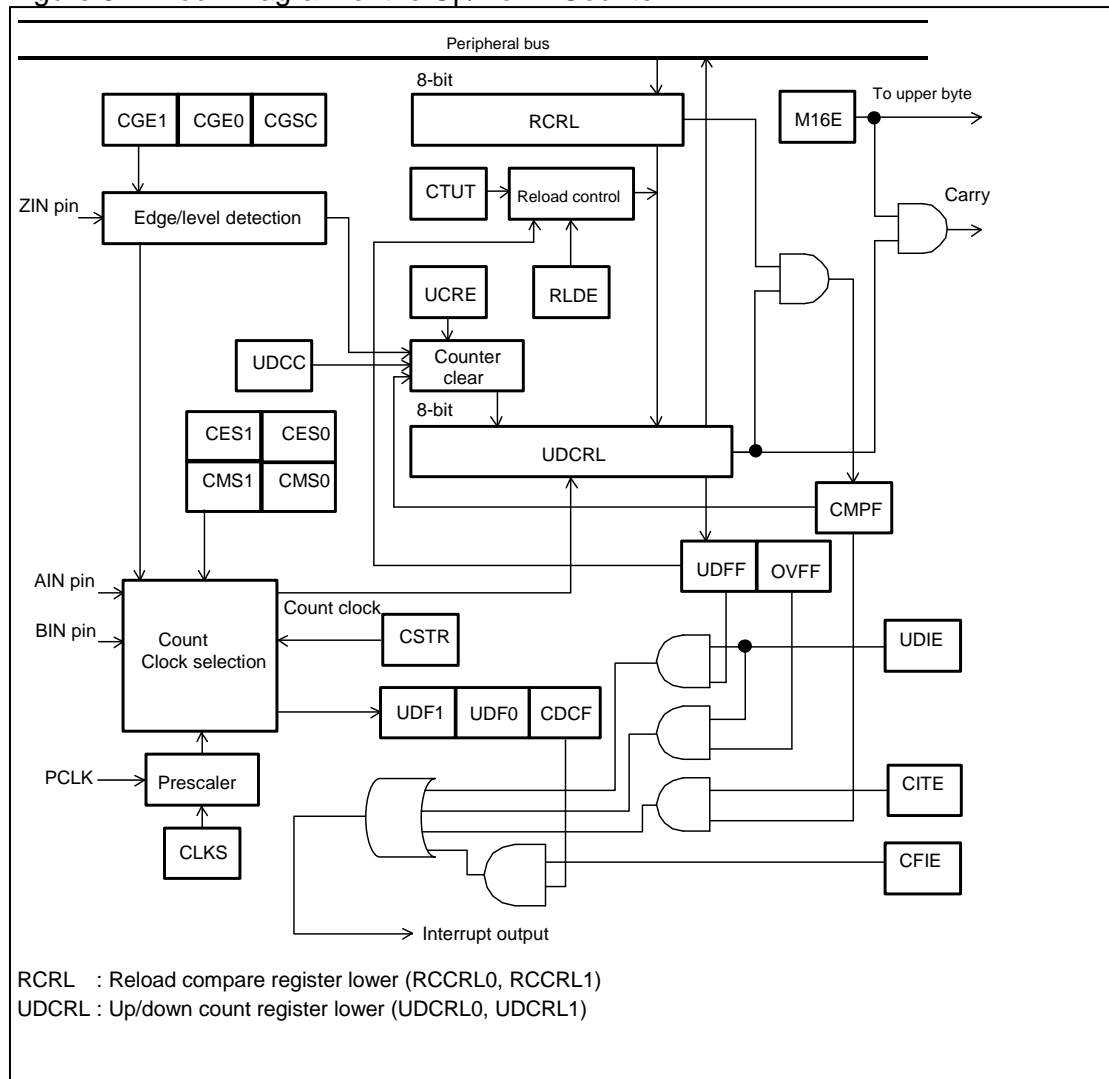 Peripheral bus
8-bit
To upper byte
CGE1 CGE0 CGSC
RCRL
M16E
CTUT
Reload control
Carry
ZIN pin
Edge/level detection
UCRE
RLDE
UDCC
Counter
clear
8-bit
CES1 CES0
UDCRL
CMS1 CMS0
CMPF
UDFF OVFF
AIN pin
Count clock
BIN pin
Count
Clock selection
CSTR
UDIE
UDF1 UDF0 CDCF
PCLK
Prescaler
CITE
CLKS
CFIE
Interrupt output
RCRL : Reload compare register lower (RCCRL0, RCCRL1)
UDCRL : Up/down count register lower (UDCRL0, UDCRL1)